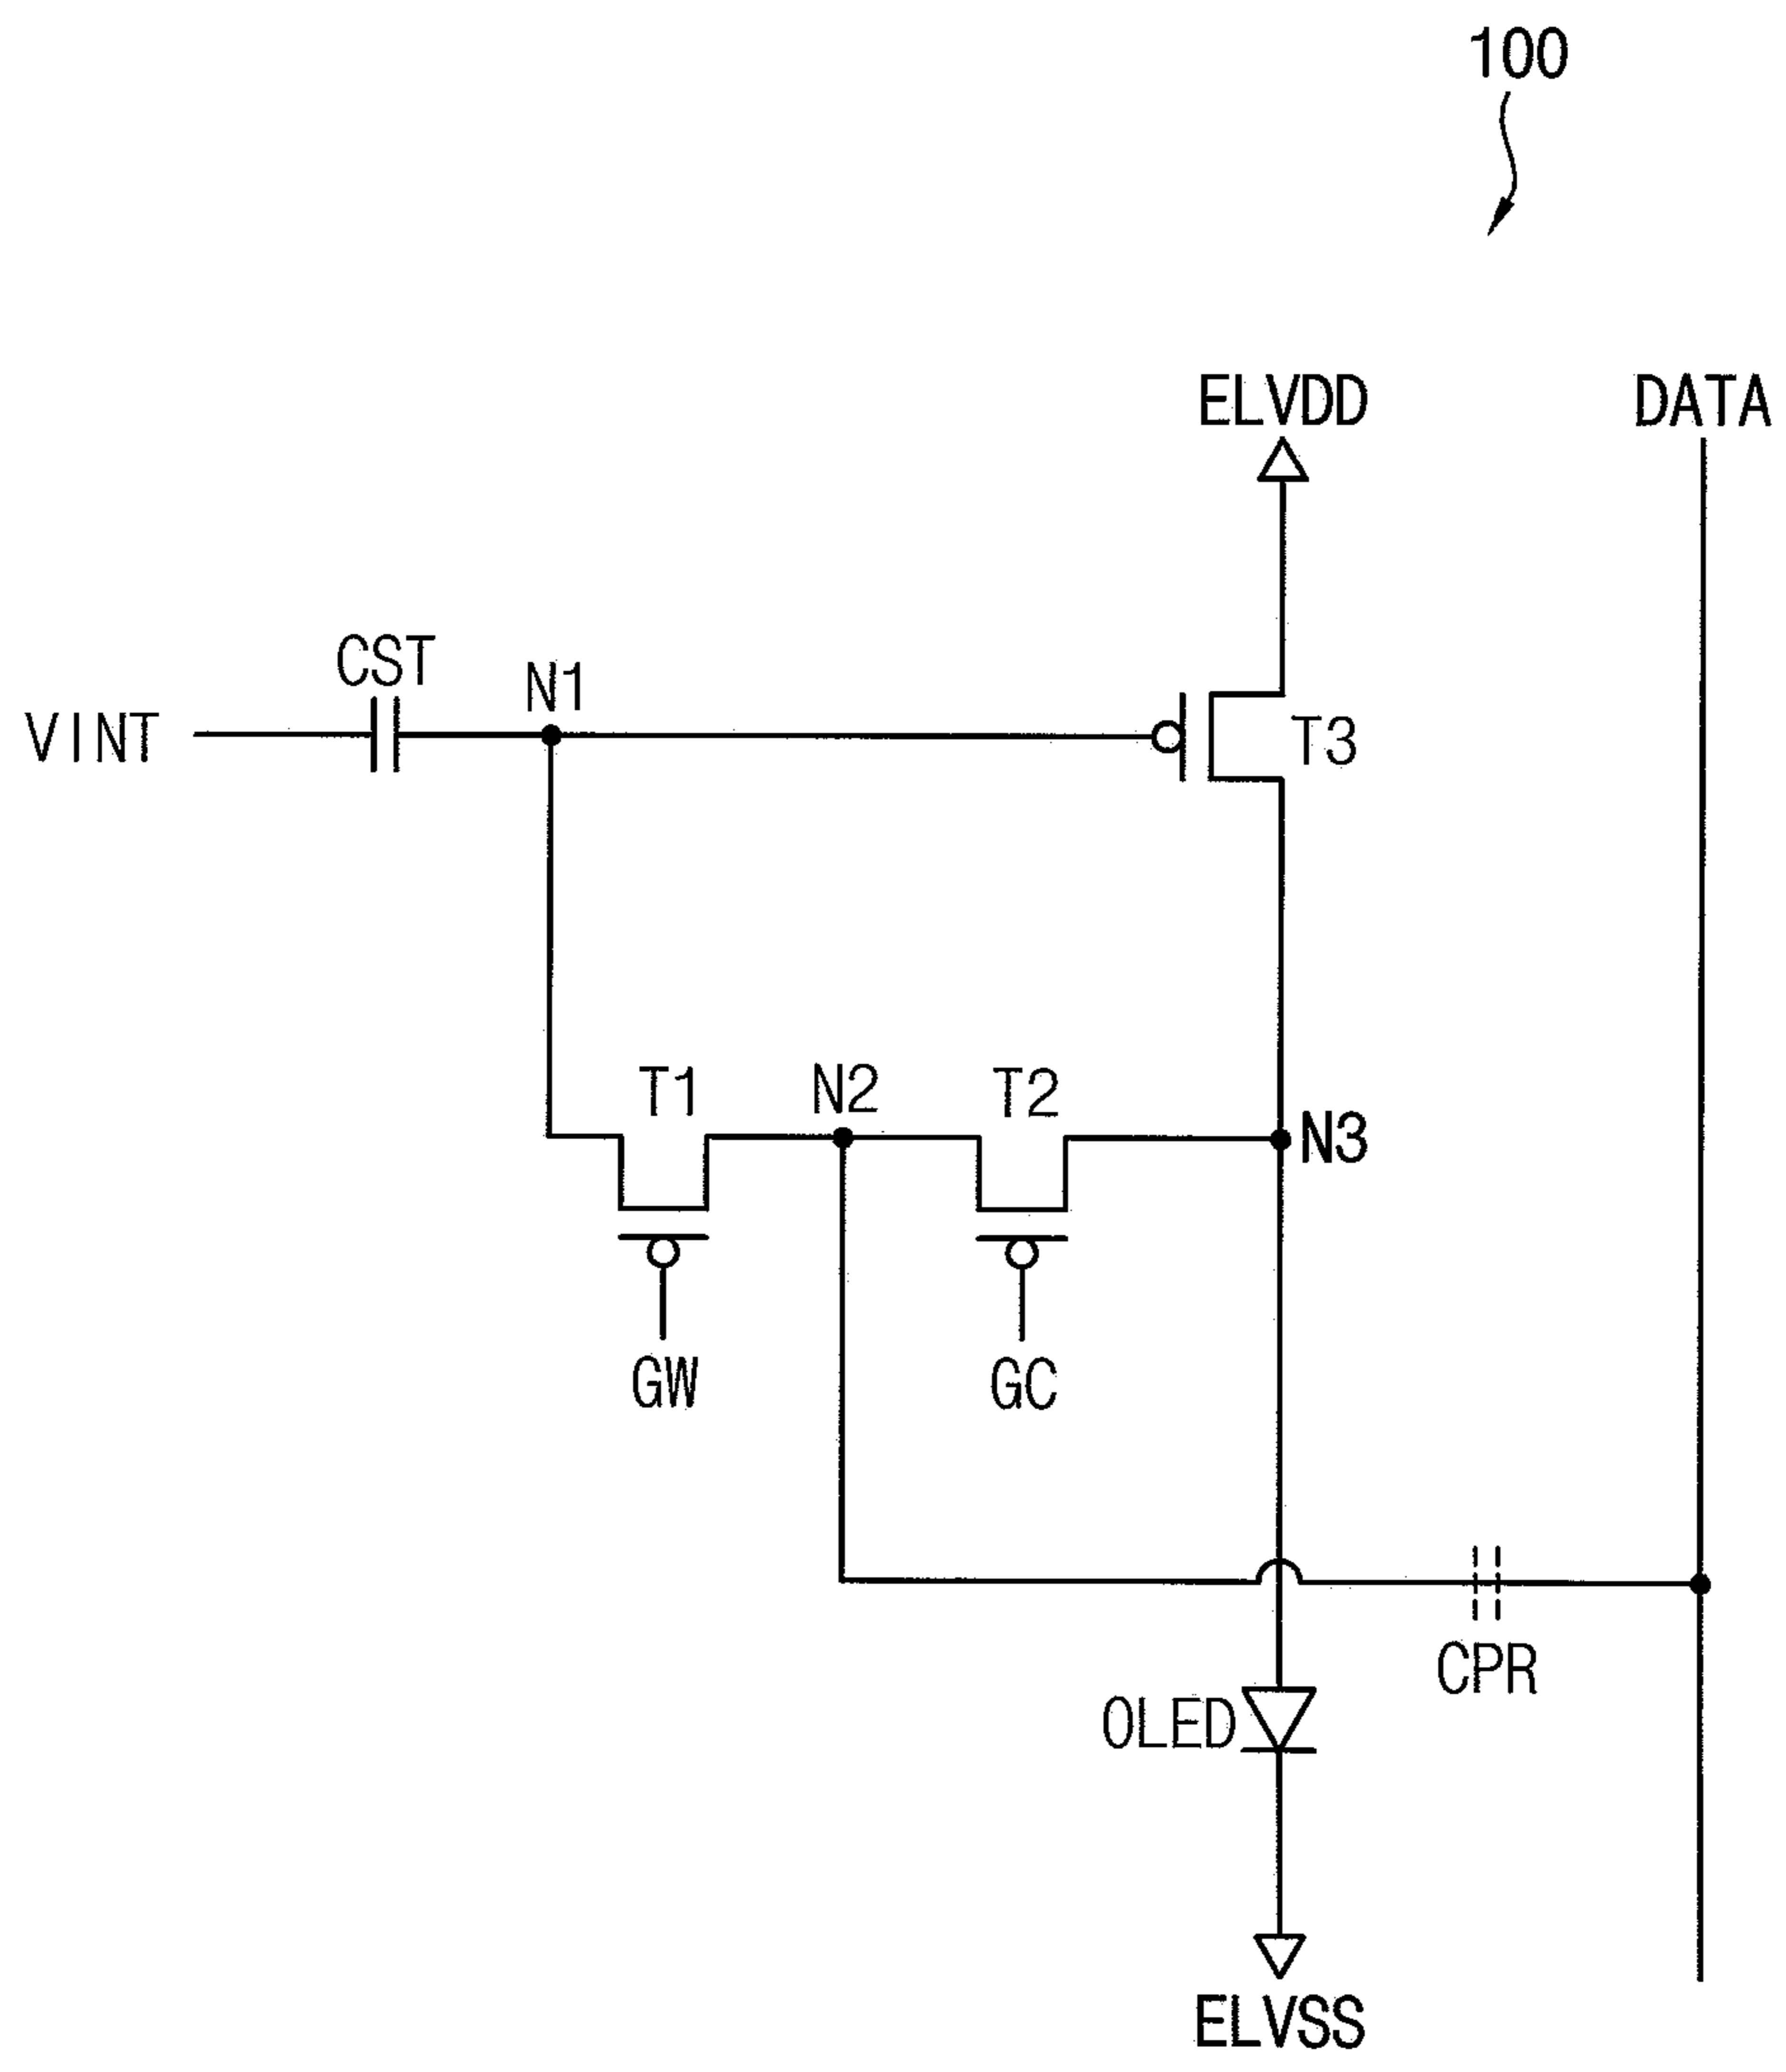 100
ELVDD
DATA
CST
N1
VINT
T3
T1
N2
T2
N3
GW
GC
CPR
OLED
ELVSS